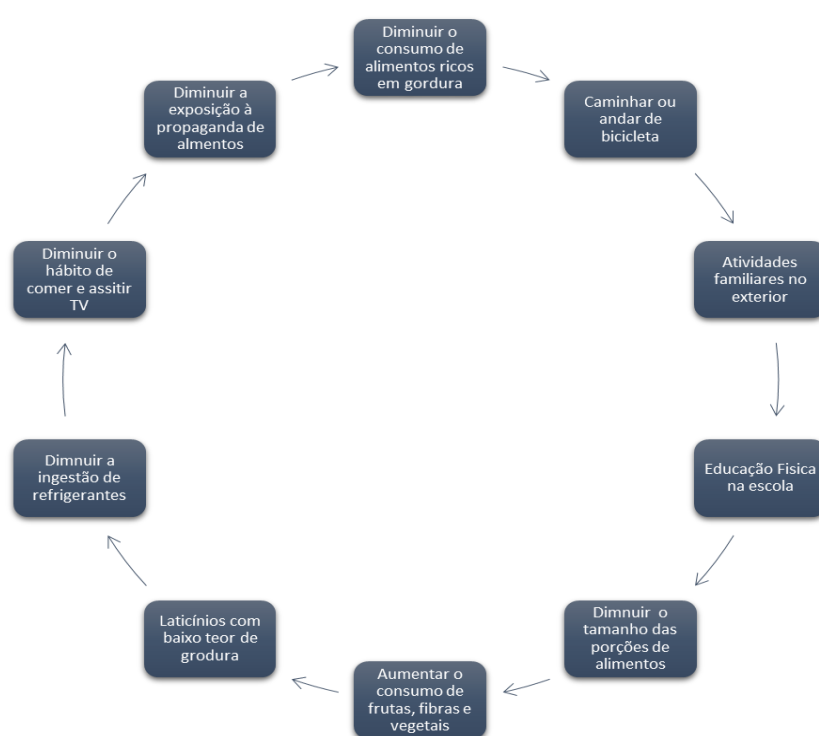 Diminuir o
consumo de
alimentos ricos
em gordura
Caminhar ou
andar de
bicicleta
Atividades
familiares no
exterior
Educação Fisica
na escola
Dimnuir o
tamanho das
porções de
alimentos
Aumentar o
consumo de
frutas, fibras e
vegetais
Laticínios com
baixo teor de
grodura
Dimnuir a
ingestão de
refrigerantes
Diminuir o
hábito de
comer e assitir
TV
Diminuir a
exposição à
propaganda de
almentos